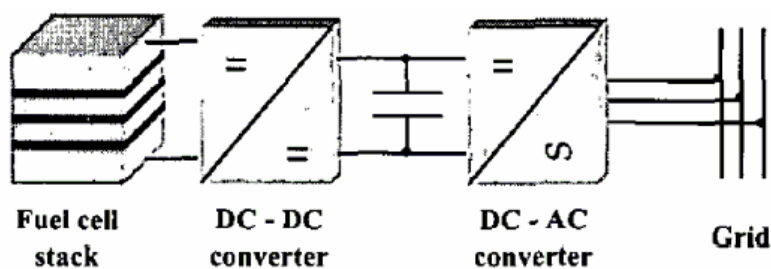 Fuel cell
stack
DC - DC
converter
DC - AC
converter
Grid